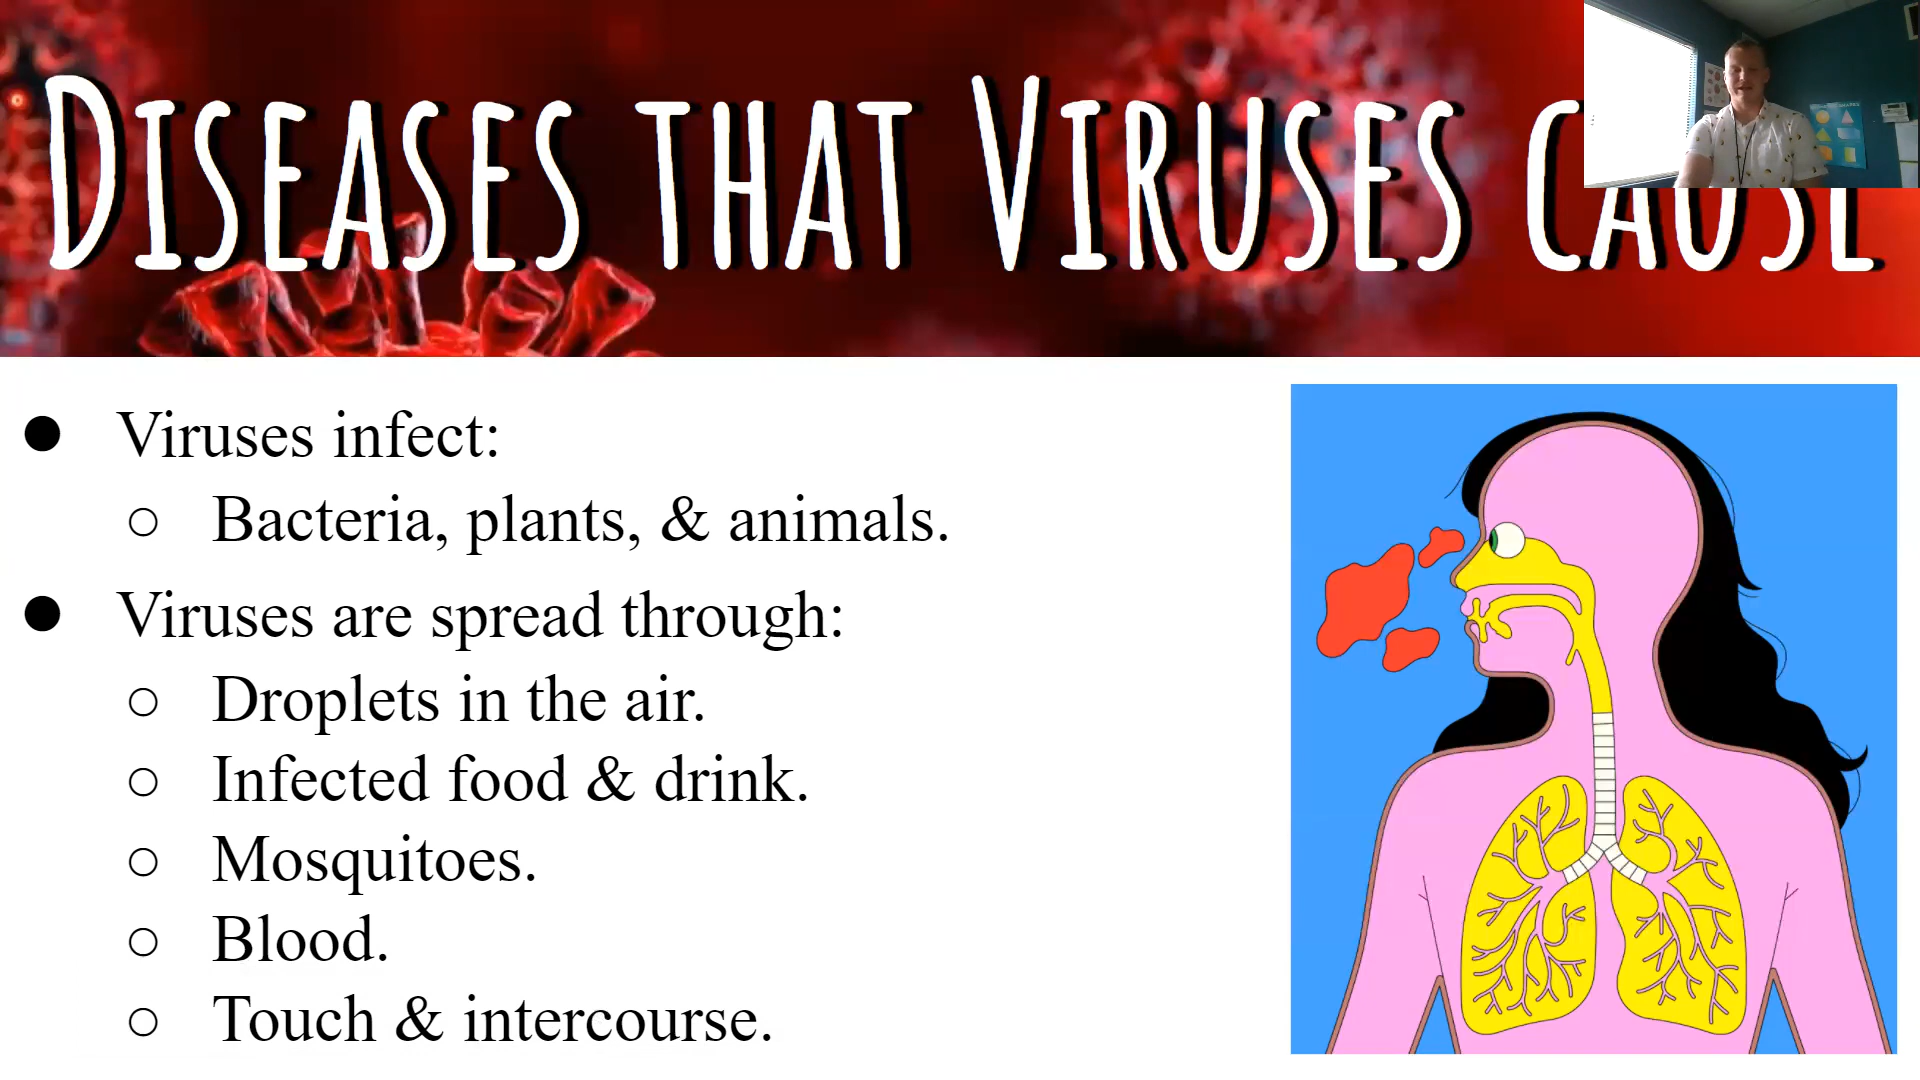 Diseases that Viruses cause
● Viruses infect:
○ Bacteria, plants, & animals.
● Viruses are spread through:
○ Droplets in the air.
○ Infected food & drink.
○ Mosquitoes.
○ Blood.
○ Touch & intercourse.